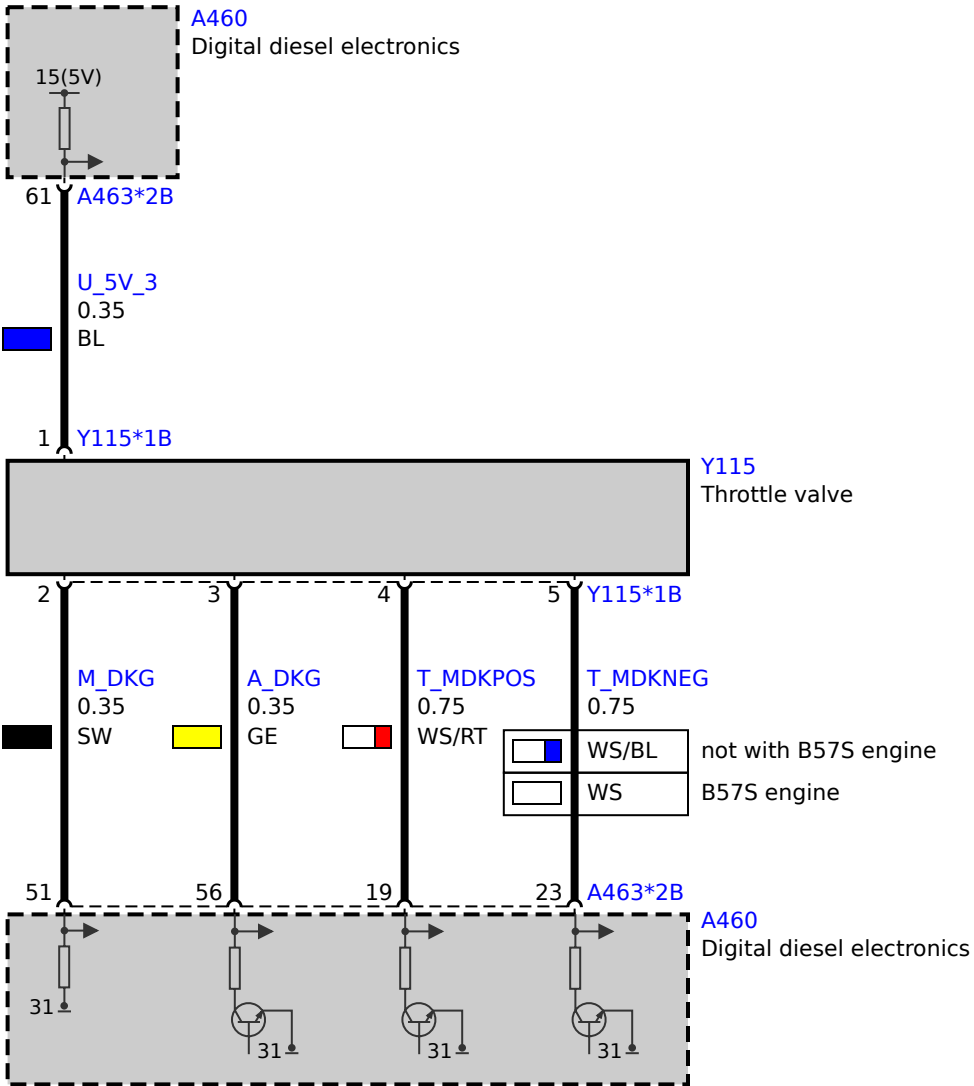 A460
Digital diesel electronics
15(5V)
61 A463*2B
U_5V_3
0.35
BL
1 Y115*1B
Y115
Throttle valve
2 3 4 5 Y115*1B
M_DKG A_DKG T_MDKPOS T_MDKNEG
0.35 0.35 0.75 0.75
SW GE WS/RT
WS/BL not with B57S engine
WS B57S engine
51 56 19 23 A463*2B
A460
Digital diesel electronics
31
31 31 31